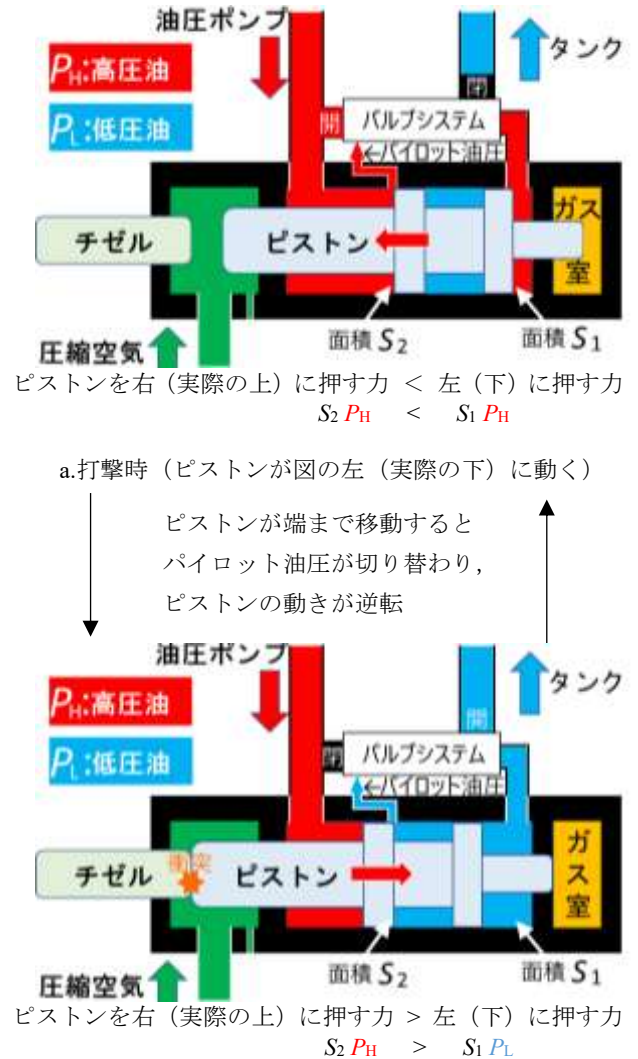 油圧ポンプ
タンク
P_H:高圧油
P_L:低圧油
閉
開
バルブシステム
←パイロット油圧
ガス室
チゼル
ピストン
圧縮空気
面積 S₂
面積 S₁
ピストンを右（実際の上）に押す力 ＜ 左（下）に押す力
S₂ P_H ＜ S₁ P_H
a.打撃時（ピストンが図の左（実際の下）に動く）
ピストンが端まで移動すると
パイロット油圧が切り替わり，
ピストンの動きが逆転
油圧ポンプ
タンク
P_H:高圧油
P_L:低圧油
開
閉
バルブシステム
←パイロット油圧
ガス室
チゼル
衝突
ピストン
圧縮空気
面積 S₂
面積 S₁
ピストンを右（実際の上）に押す力 > 左（下）に押す力
S₂ P_H > S₁ P_L